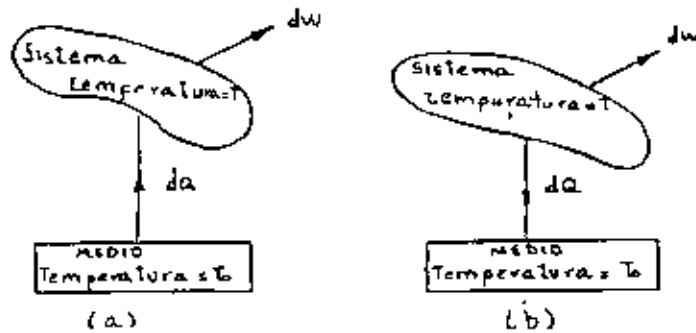 dW
Sistema
Temperatura=T
dQ
MEDIO
Temperatura = To
(a)
dW
Sistema
Temperatura = T
dQ
MEDIO
Temperatura = To
(b)